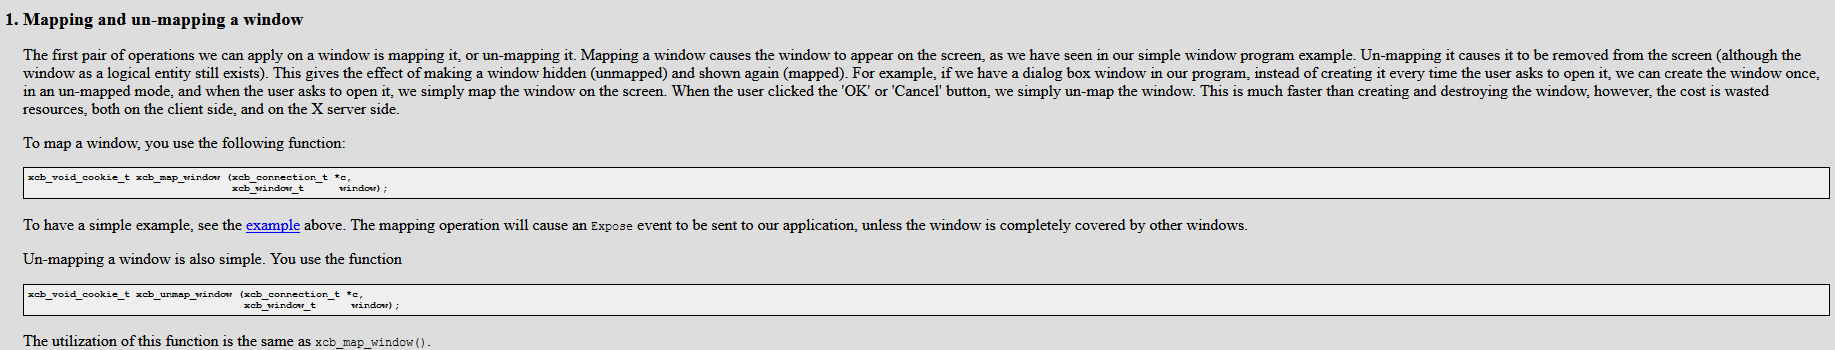 1. Mapping and un-mapping a window
The first pair of operations we can apply on a window is mapping it, or un-mapping it. Mapping a window causes the window to appear on the screen, as we have seen in our simple window program example. Un-mapping it causes it to be removed from the screen (although the
window as a logical entity still exists). This gives the effect of making a window hidden (unmapped) and shown again (mapped). For example, if we have a dialog box window in our program, instead of creating it every time the user asks to open it, we can create the window once,
in an un-mapped mode, and when the user asks to open it, we simply map the window on the screen. When the user clicked the 'OK' or 'Cancel' button, we simply un-map the window. This is much faster than creating and destroying the window, however, the cost is wasted
resources, both on the client side, and on the X server side.
To map a window, you use the following function:
xcb_void_cookie_t xcb_map_window (xcb_connection_t *c,
xcb_window_t window);
To have a simple example, see the example above. The mapping operation will cause an Expose event to be sent to our application, unless the window is completely covered by other windows.
Un-mapping a window is also simple. You use the function
xcb_void_cookie_t xcb_unmap_window (xcb_connection_t *c,
xcb_window_t window);
The utilization of this function is the same as xcb_map_window().